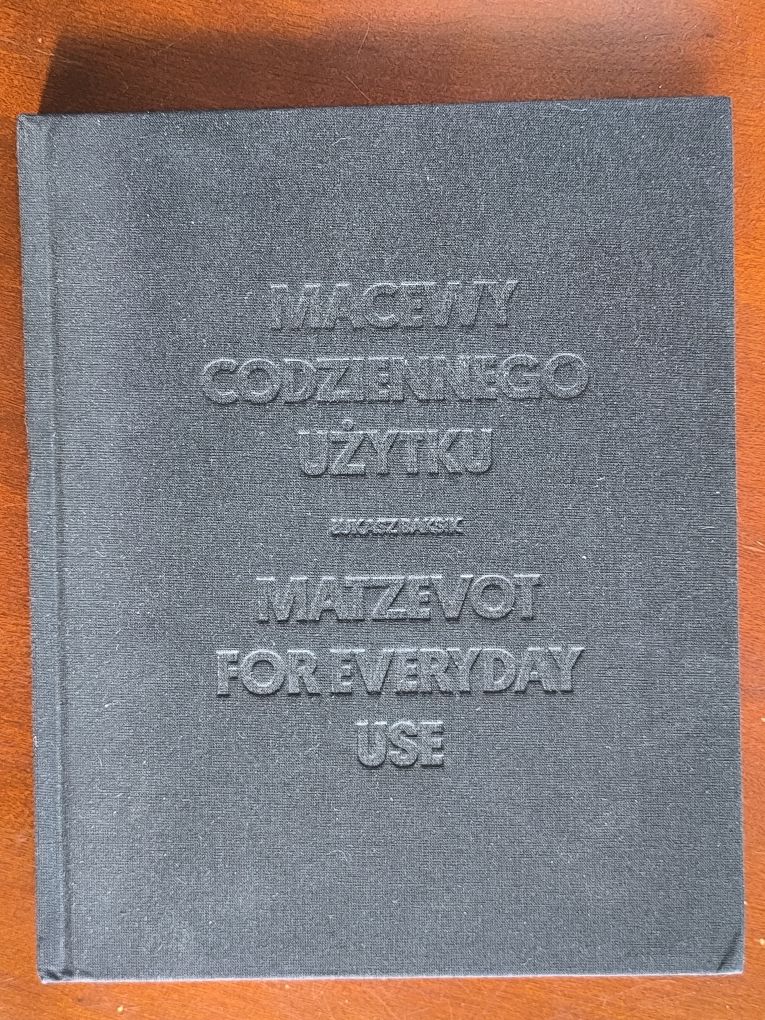 MACEWY
CODZIENNEGO
UŻYTKU
ŁUKASZ BAKSIK
MATZEVOT
FOR EVERYDAY
USE